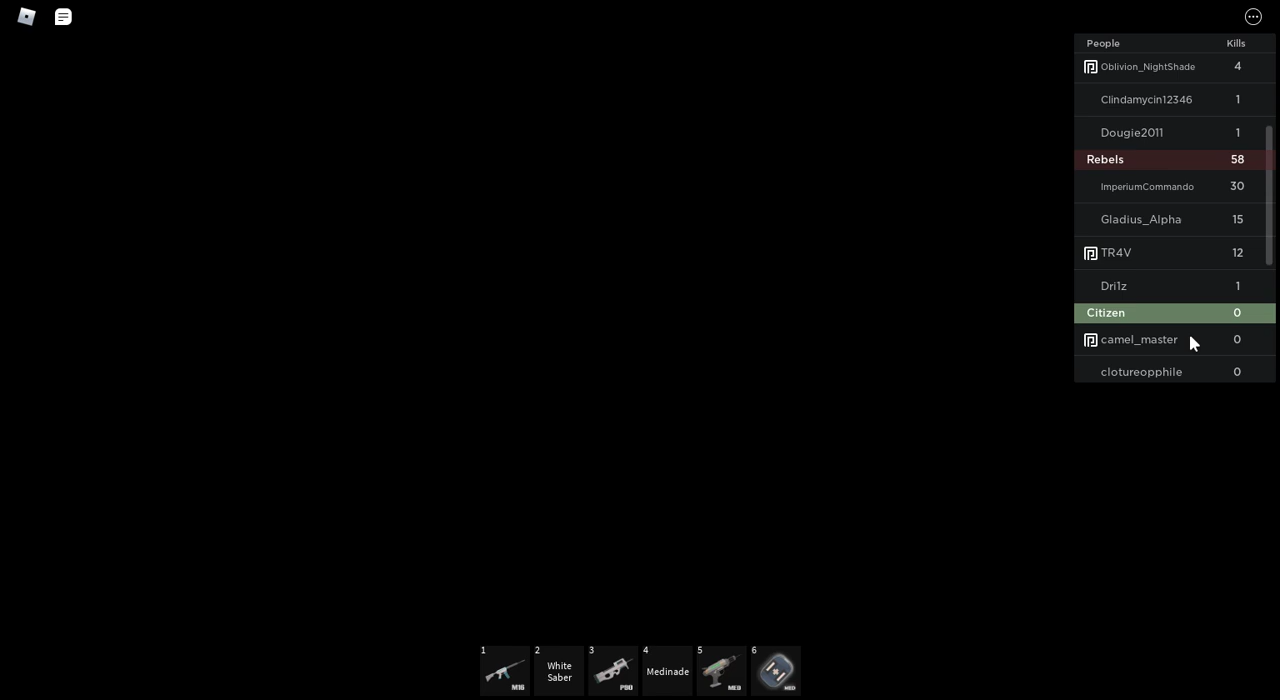 People Kills
Oblivion_NightShade 4
Clindamycin12346 1
Dougie2011 1
Rebels 58
ImperiumCommando 30
Gladius_Alpha 15
TR4V 12
Dri1z 1
Citizen 0
camel_master 0
clotureopphile 0
1 2 3 4 5 6
White
Saber
Medinade
M16 P90 MED MED